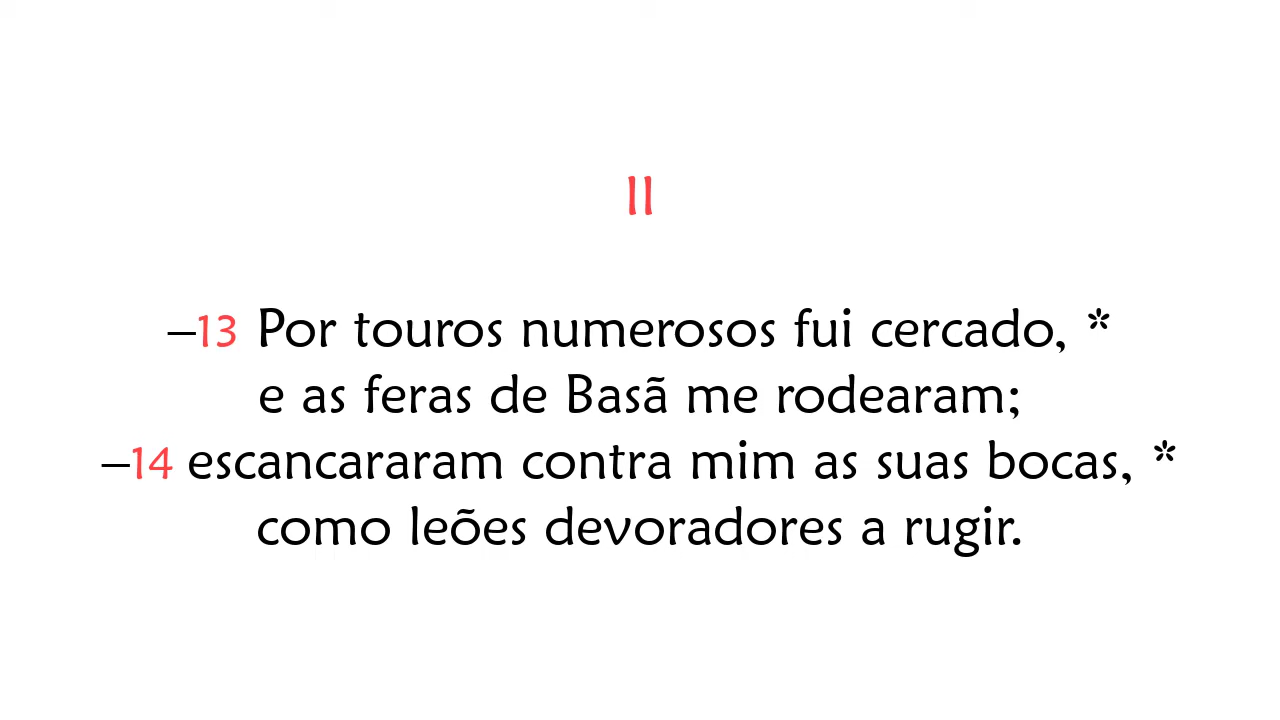 II
–13 Por touros numerosos fui cercado, *
e as feras de Basã me rodearam;
–14 escancararam contra mim as suas bocas, *
como leões devoradores a rugir.